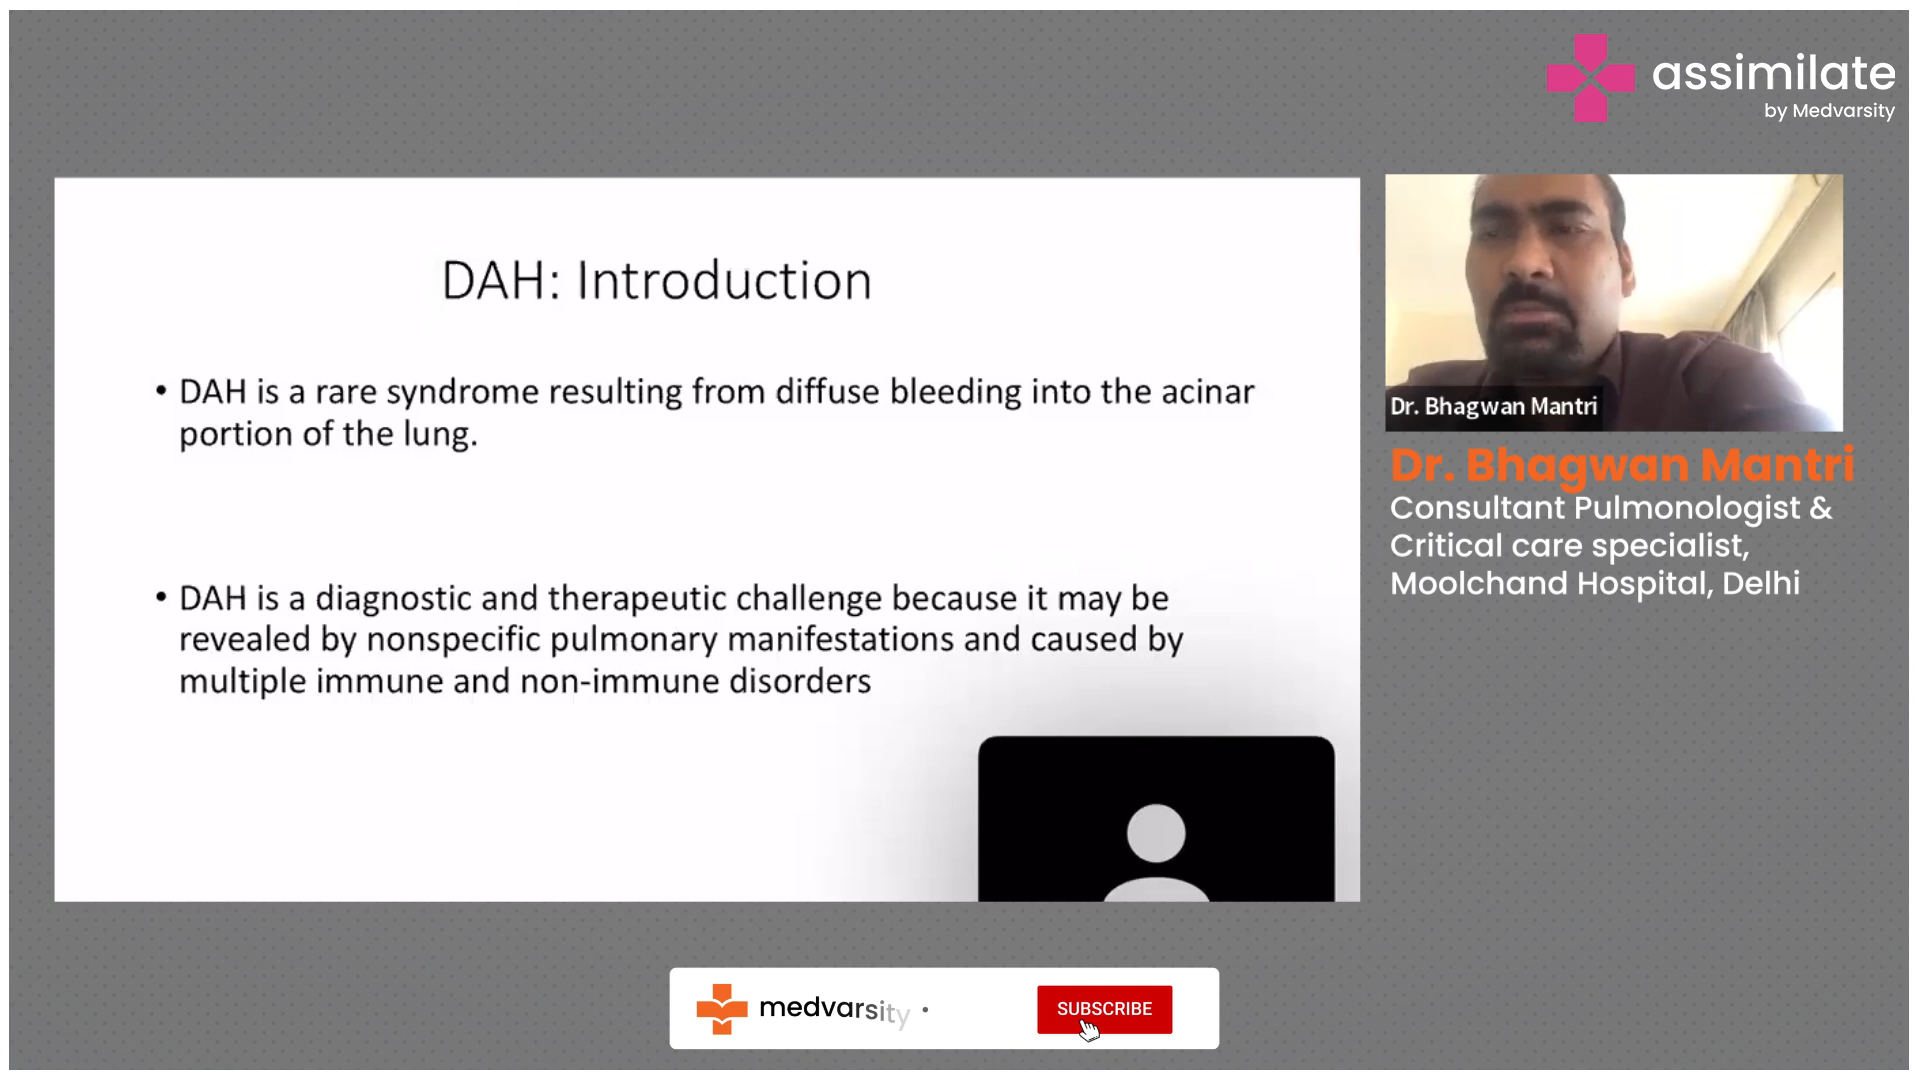 assimilate
by Medvarsity
DAH: Introduction
• DAH is a rare syndrome resulting from diffuse bleeding into the acinar
portion of the lung.
• DAH is a diagnostic and therapeutic challenge because it may be
revealed by nonspecific pulmonary manifestations and caused by
multiple immune and non-immune disorders
Dr. Bhagwan Mantri
Dr. Bhagwan Mantri
Consultant Pulmonologist &
Critical care specialist,
Moolchand Hospital, Delhi
medvarsity
SUBSCRIBE